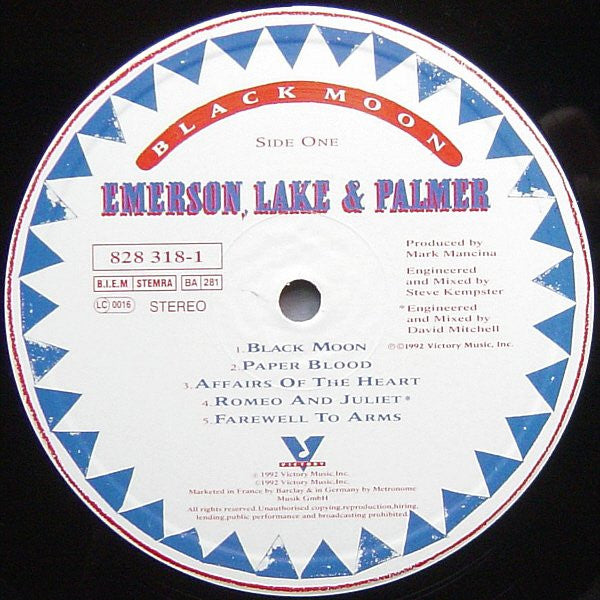 BLACK MOON
SIDE ONE
EMERSON, LAKE & PALMER
828 318-1
B.I.E.M STEMRA BA 281
LC 0016 STEREO
Produced by
Mark Mancina
Engineered
and Mixed by
Steve Kempster
*Engineered
and Mixed by
David Mitchell
℗©1992 Victory Music, Inc.
1. BLACK MOON
2. PAPER BLOOD
3. AFFAIRS OF THE HEART
4. ROMEO AND JULIET*
5. FAREWELL TO ARMS
VICTORY
℗1992 Victory Music,Inc.
©1992 Victory Music,Inc.
Marketed in France by Barclay & in Germany by Metronome
Musik GmbH
All rights reserved.Unauthorised copying,reproduction,hiring,
lending,public performance and broadcasting prohibited